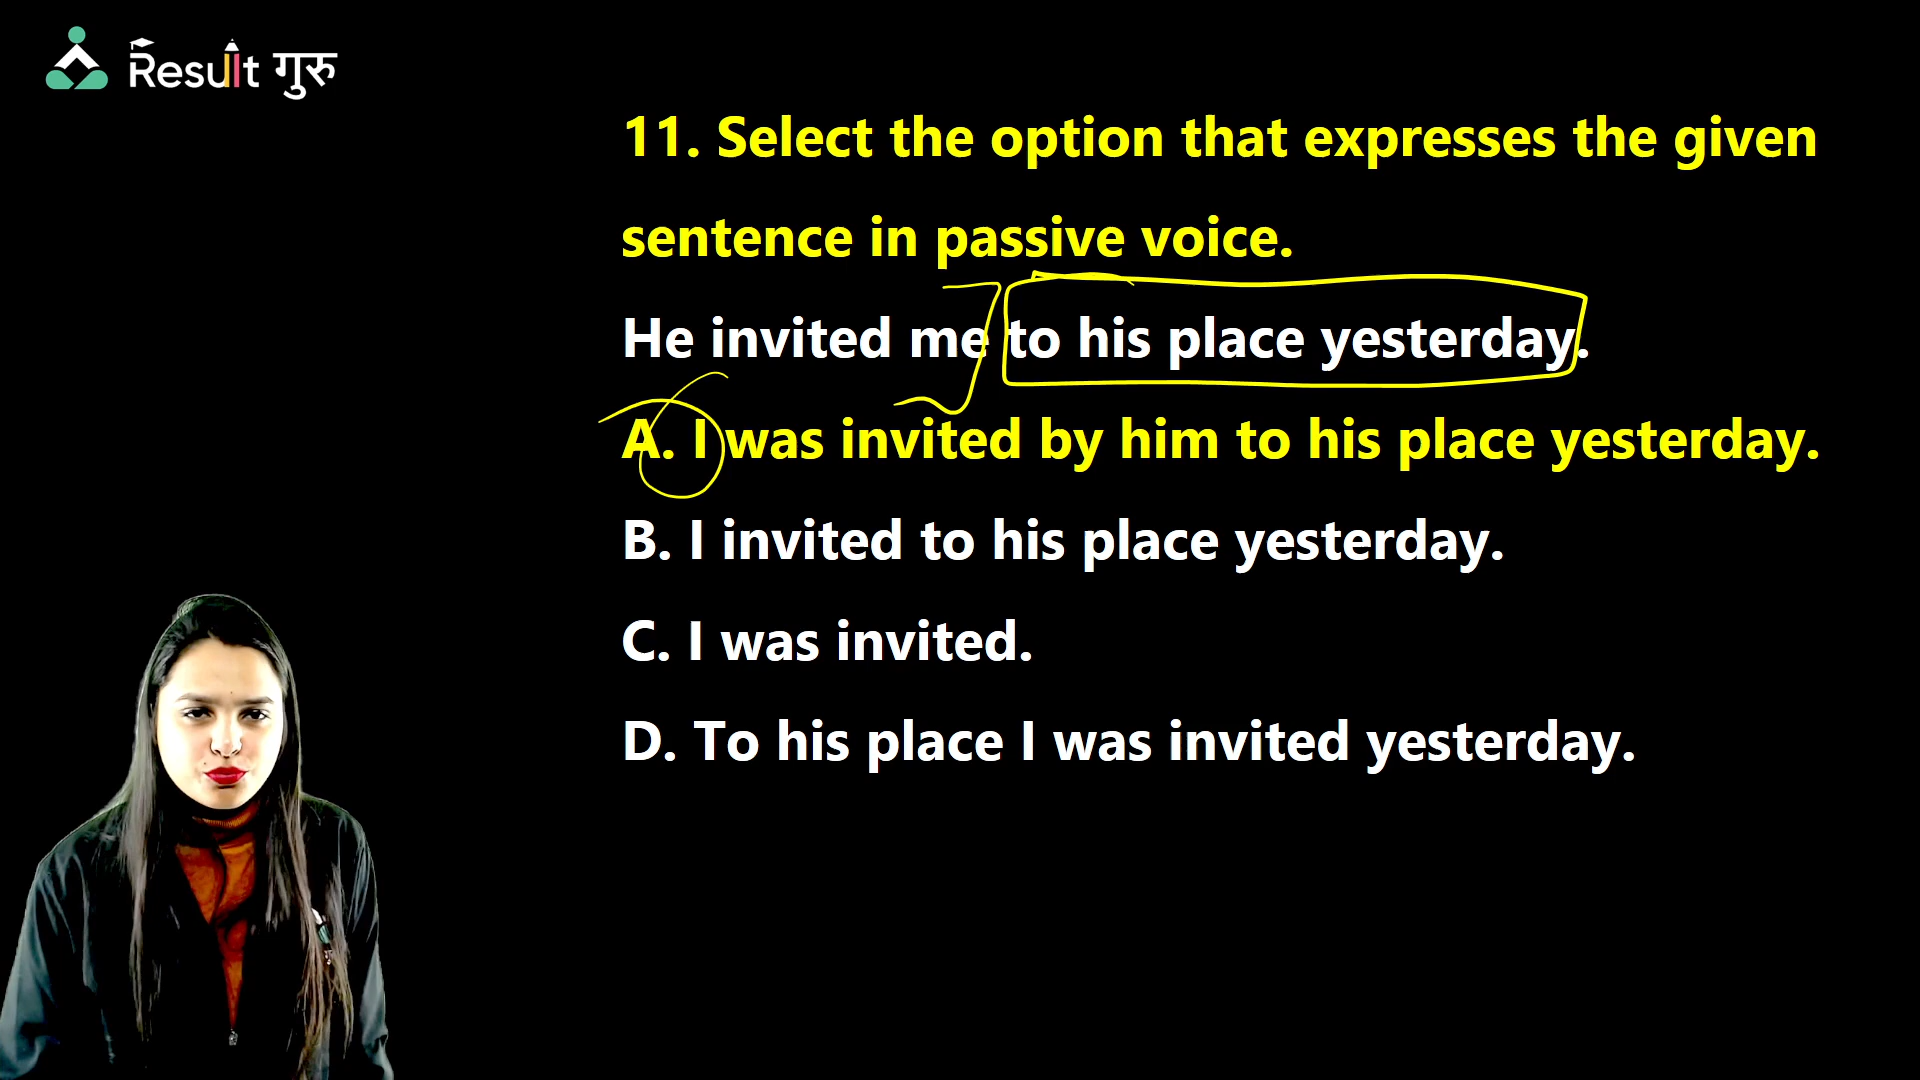 Result गुरु
11. Select the option that expresses the given
sentence in passive voice.
He invited me to his place yesterday.
A. I was invited by him to his place yesterday.
B. I invited to his place yesterday.
C. I was invited.
D. To his place I was invited yesterday.